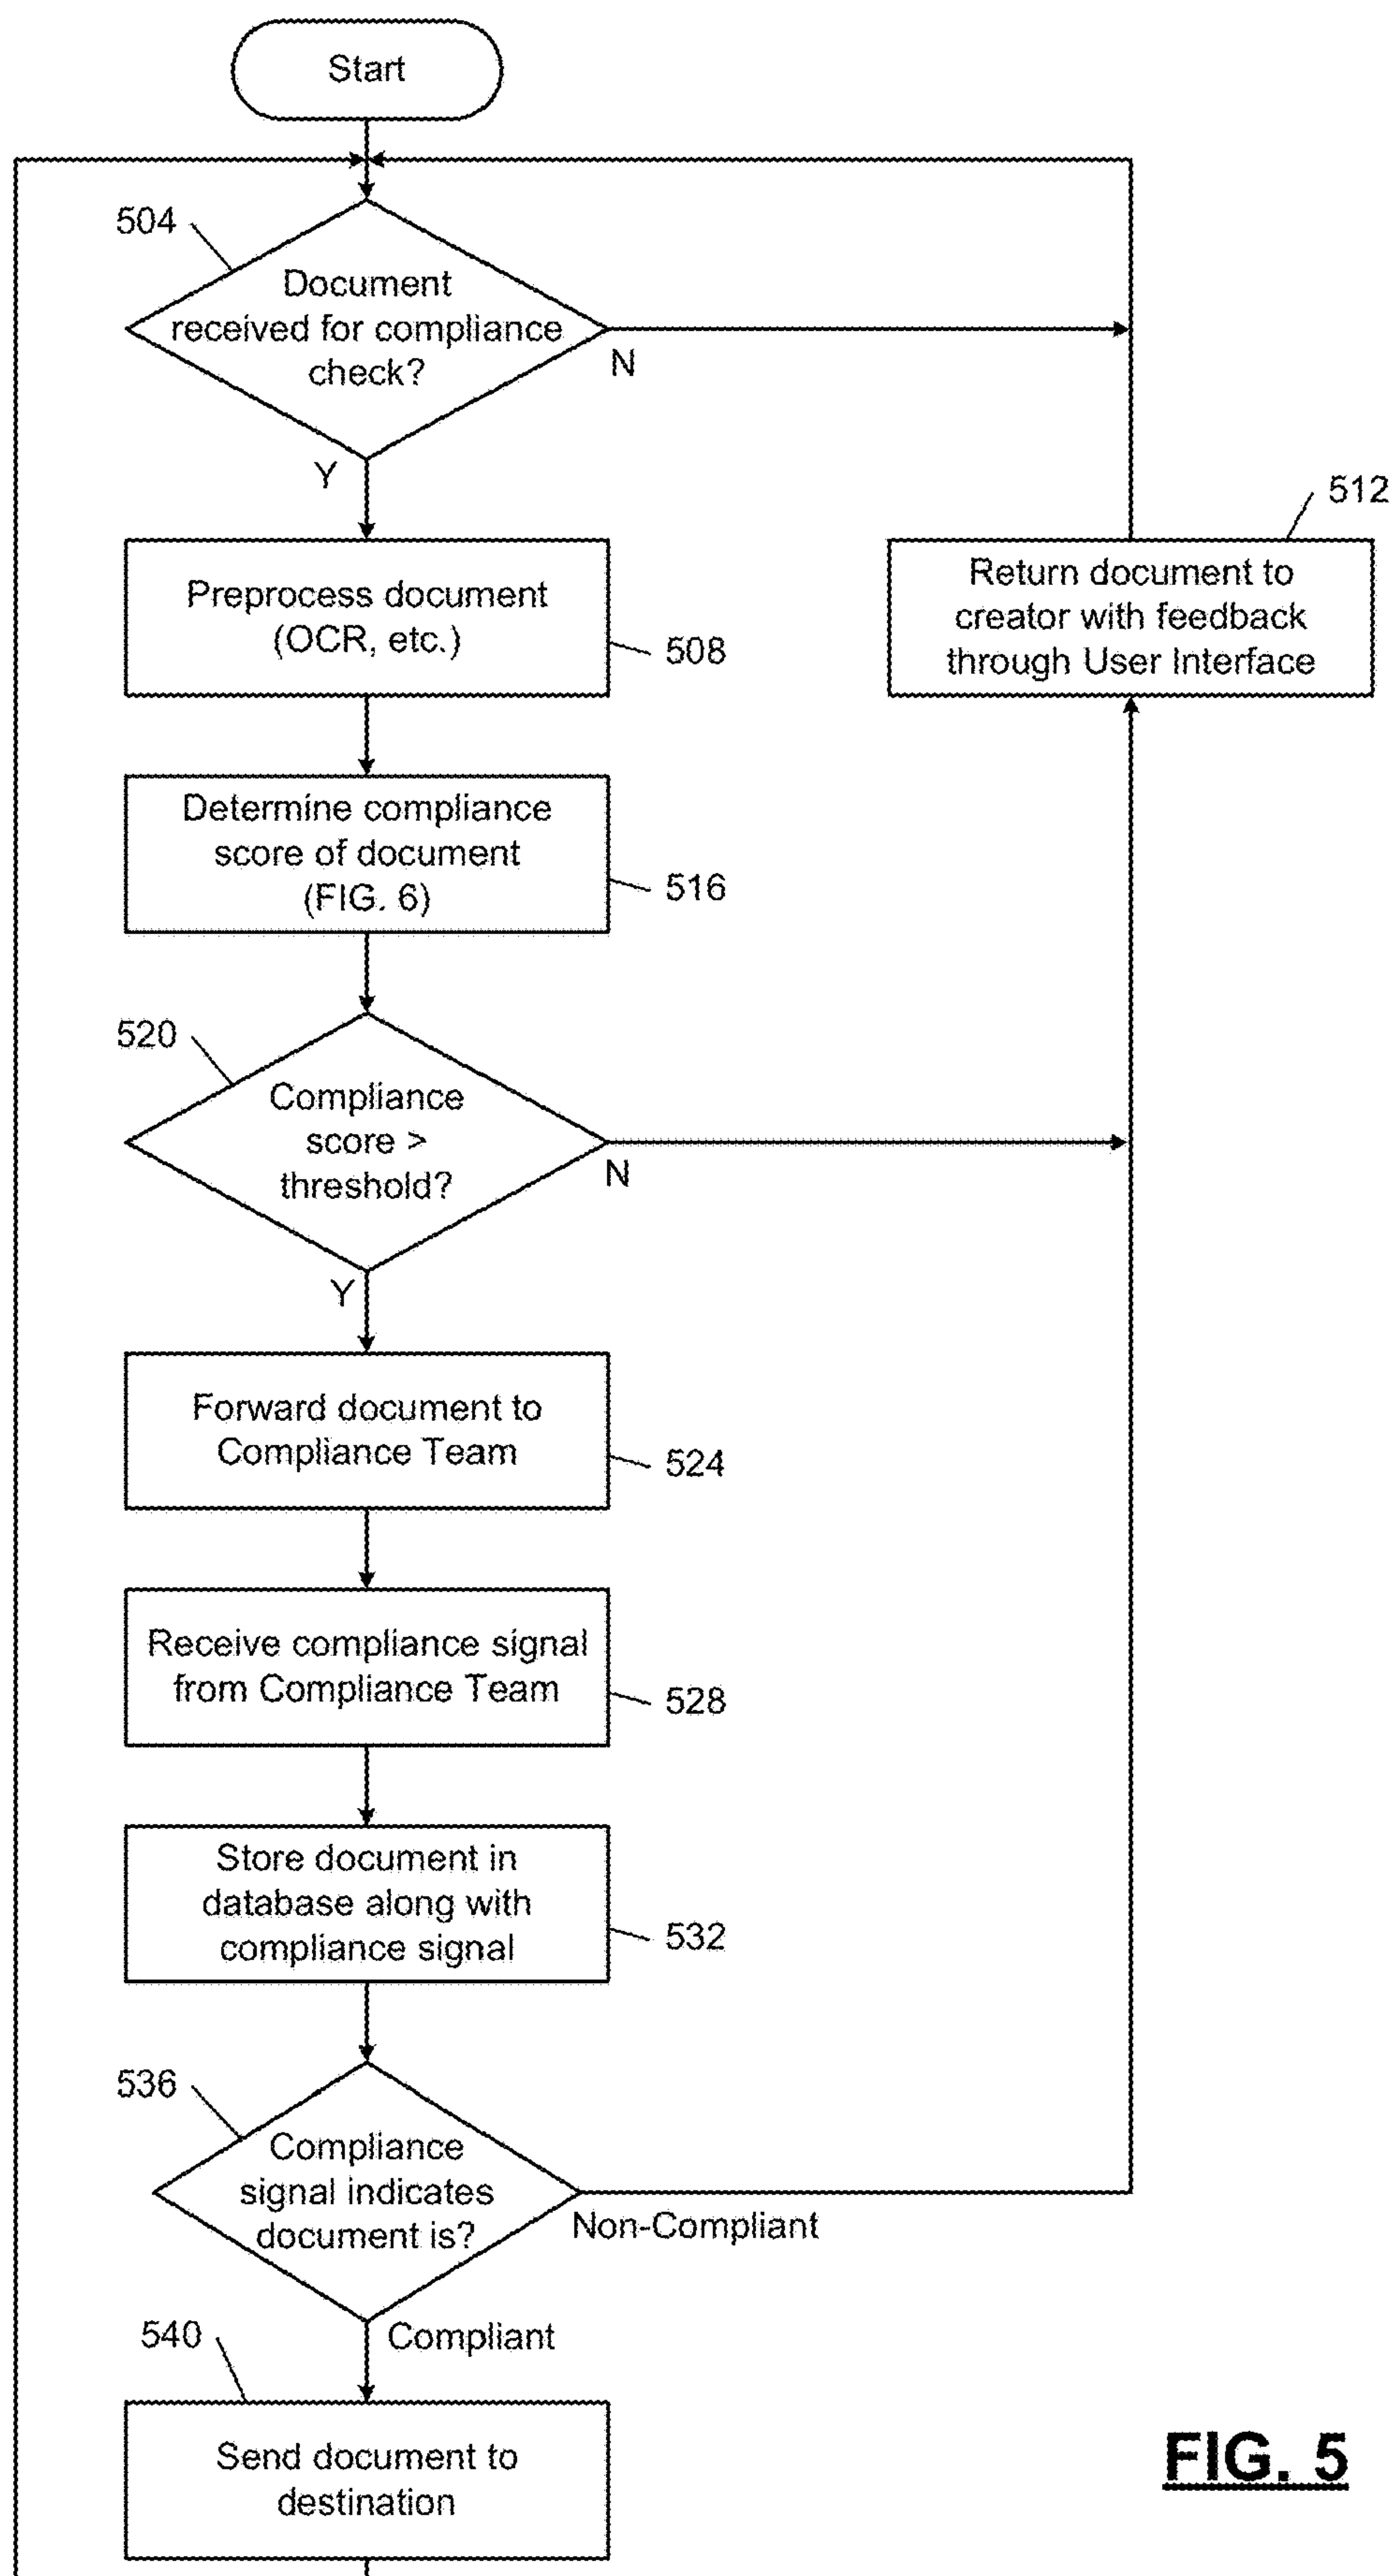 Start
504
Document
received for compliance
check?
N
Y
512
Return document to
creator with feedback
through User Interface
Preprocess document
(OCR, etc.)
508
Determine compliance
score of document
(FIG. 6)
516
520
Compliance
score >
threshold?
N
Y
Forward document to
Compliance Team
524
Receive compliance signal
from Compliance Team
528
Store document in
database along with
compliance signal
532
536
Compliance
signal indicates
document is?
Non-Compliant
Compliant
540
Send document to
destination
FIG. 5